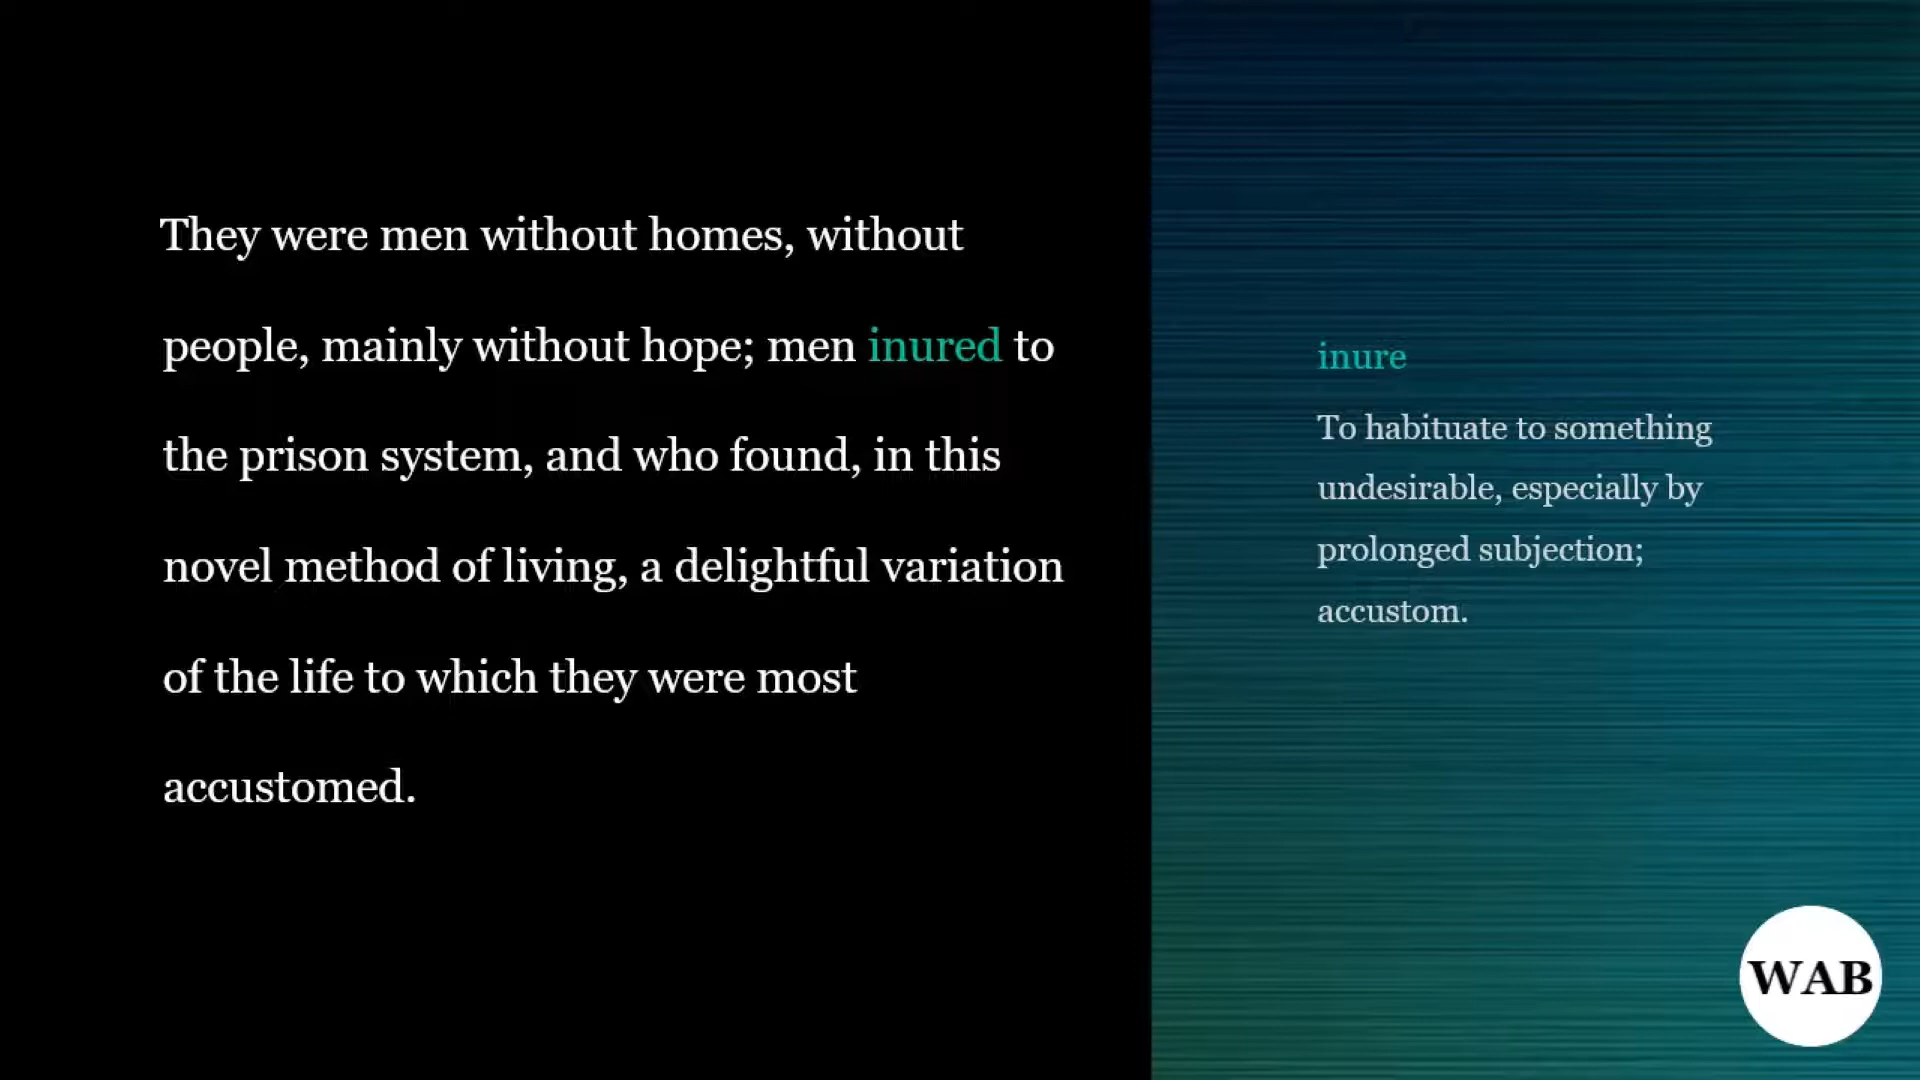 They were men without homes, without
people, mainly without hope; men inured to
the prison system, and who found, in this
novel method of living, a delightful variation
of the life to which they were most
accustomed.
inure
To habituate to something
undesirable, especially by
prolonged subjection;
accustom.
WAB